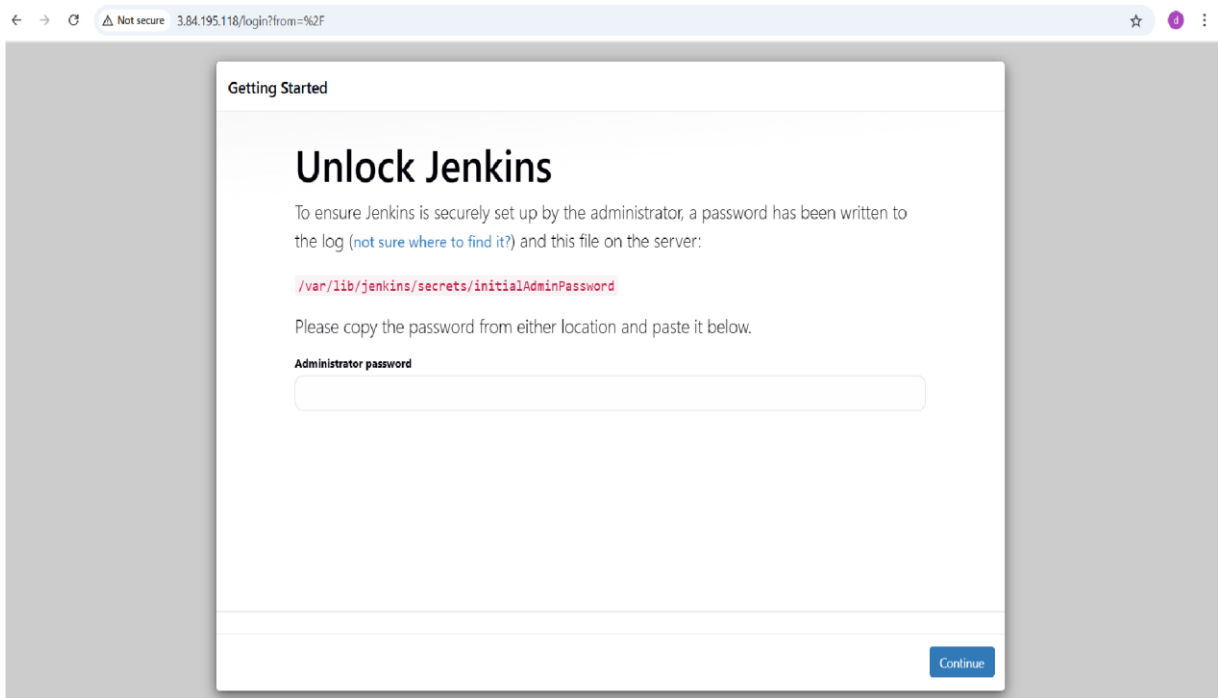 Not secure 3.84.195.118/login?from=%2F
d
Getting Started
Unlock Jenkins
To ensure Jenkins is securely set up by the administrator, a password has been written to
the log (not sure where to find it?) and this file on the server:
/var/lib/jenkins/secrets/initialAdminPassword
Please copy the password from either location and paste it below.
Administrator password
Continue